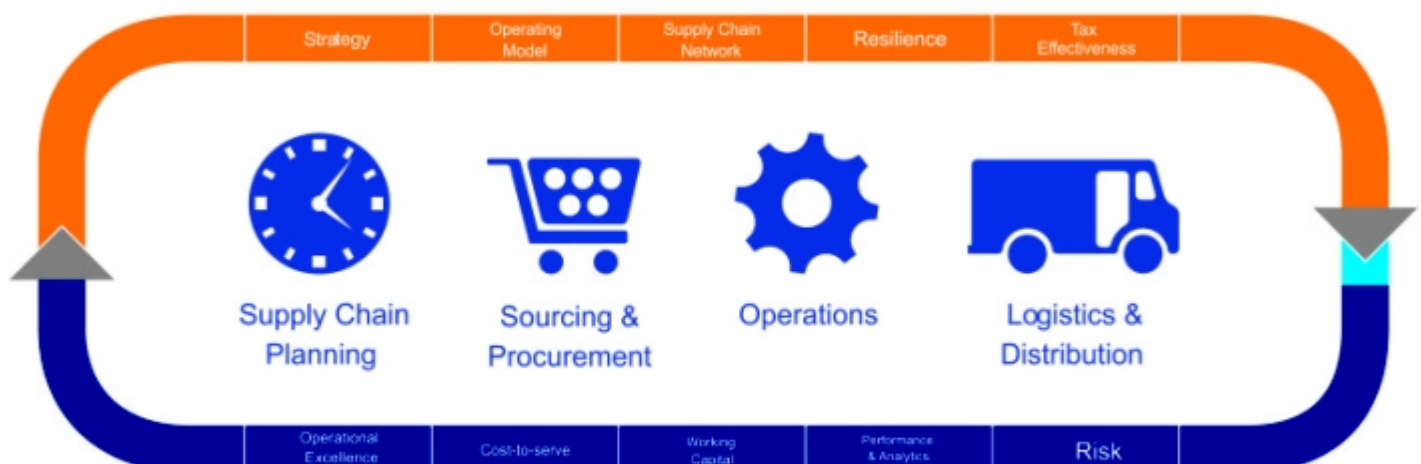 Strategy
Operating
Model
Supply Chain
Network
Resilience
Tax
Effectiveness
Supply Chain
Planning
Sourcing &
Procurement
Operations
Logistics &
Distribution
Operational
Excellence
Cost-to-serve
Working
Capital
Performance
& Analytics
Risk